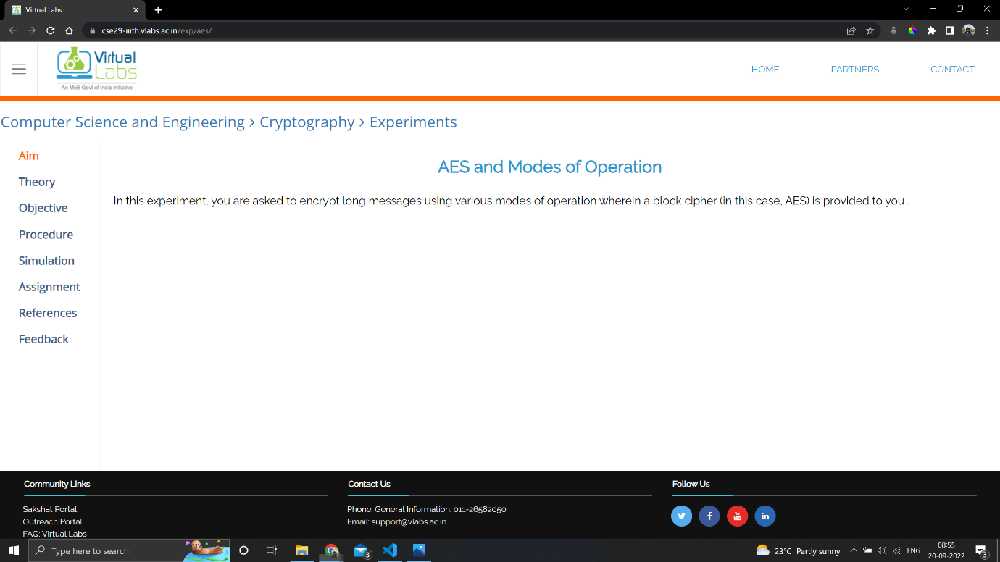 Virtual Labs
cse29-iiith.vlabs.ac.in/exp/aes/
Virtual
Labs
An MoE Govt of India Initiative
HOME PARTNERS CONTACT
Computer Science and Engineering > Cryptography > Experiments
Aim
Theory
Objective
Procedure
Simulation
Assignment
References
Feedback
AES and Modes of Operation
In this experiment, you are asked to encrypt long messages using various modes of operation wherein a block cipher (in this case, AES) is provided to you .
Community Links
Sakshat Portal
Outreach Portal
FAQ: Virtual Labs
Contact Us
Phone: General Information: 011-26582050
Email: support@vlabs.ac.in
Follow Us
You Tube
Type here to search
3
23°C Partly sunny
ENG
08:55
20-09-2022
3